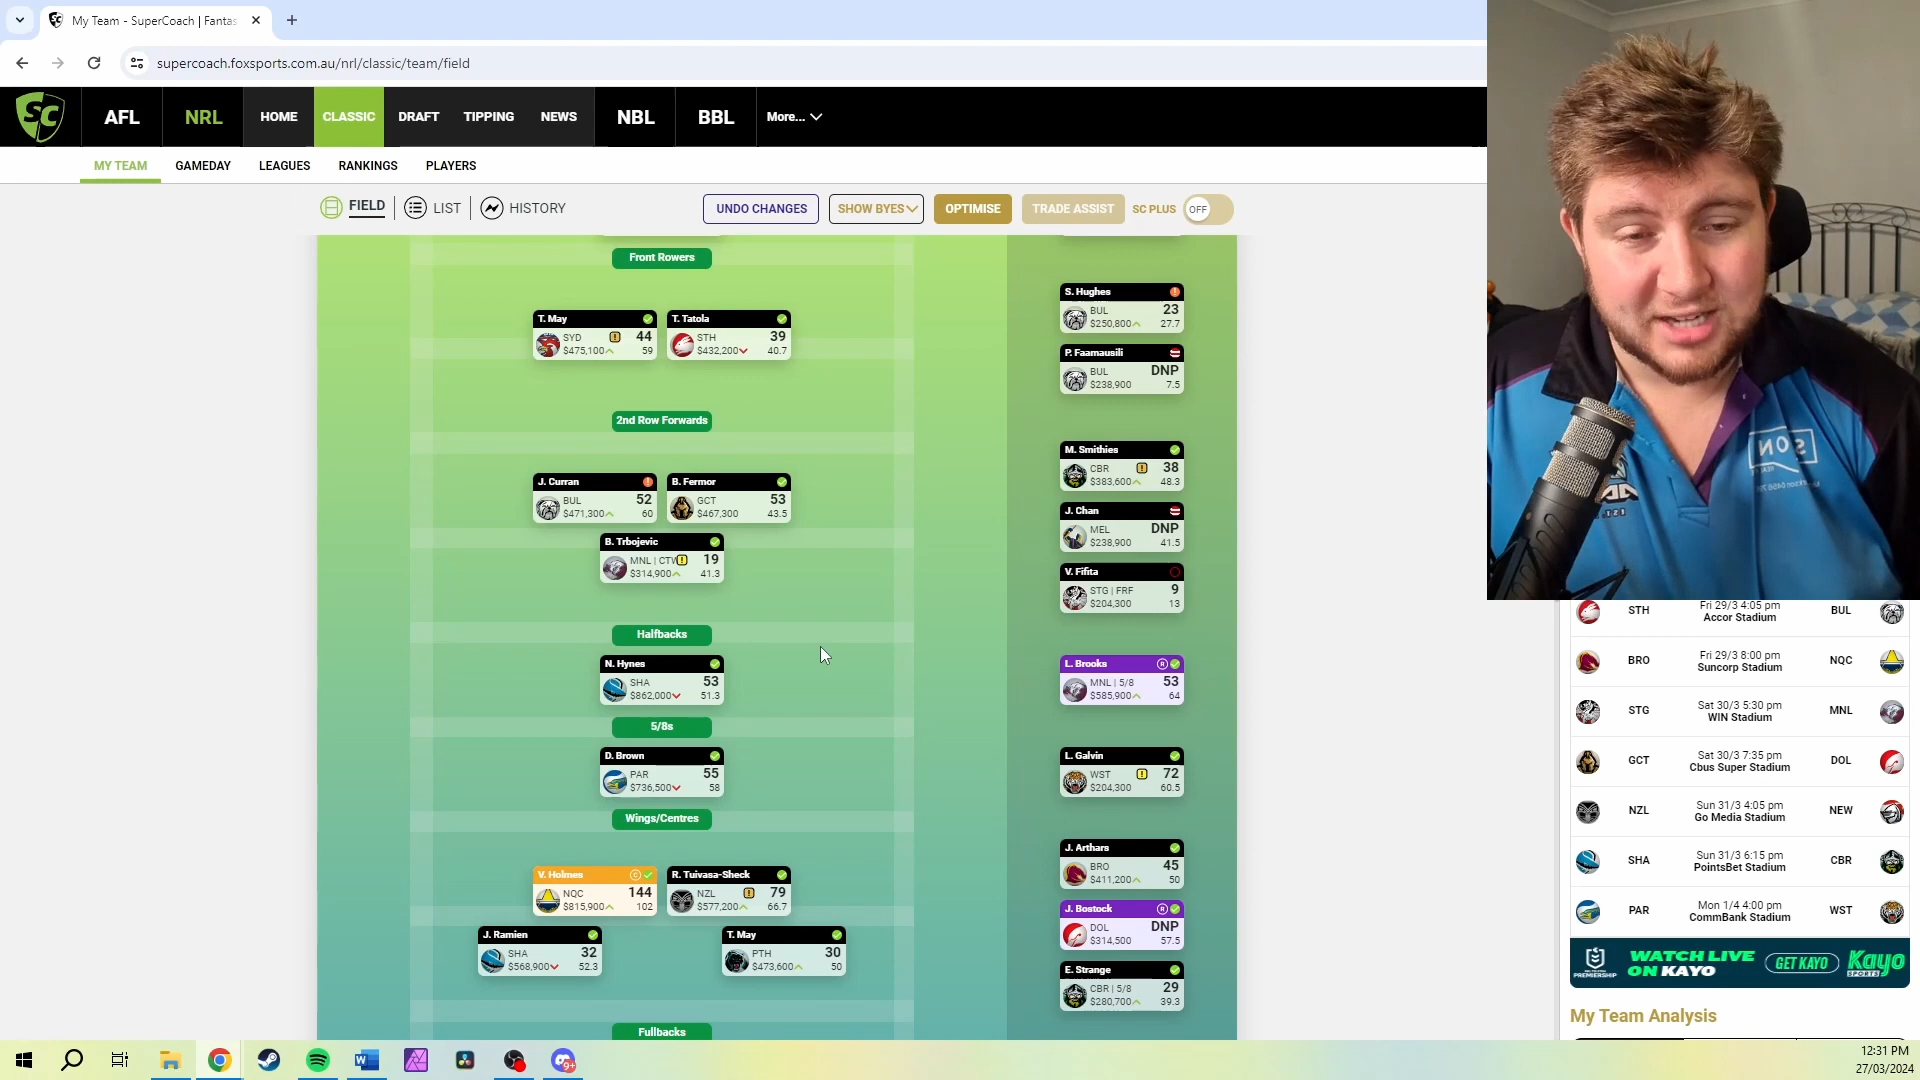 My Team - SuperCoach | Fantas
supercoach.foxsports.com.au/nrl/classic/team/field
SC AFL NRL HOME CLASSIC DRAFT TIPPING NEWS NBL BBL More...
MY TEAM GAMEDAY LEAGUES RANKINGS PLAYERS
FIELD LIST HISTORY UNDO CHANGES SHOW BYES OPTIMISE TRADE ASSIST SC PLUS OFF
Front Rowers
T. May
SYD 44
$475,100 59
T. Tatola
STH 39
$432,200 40.7
2nd Row Forwards
J. Curran
BUL 52
$471,300 60
B. Fermor
GCT 53
$467,300 43.5
B. Trbojevic
MNL | CTW 19
$314,900 41.3
Halfbacks
N. Hynes
SHA 53
$862,000 51.3
5/8s
D. Brown
PAR 55
$736,500 58
Wings/Centres
V. Holmes C
NQC 144
$815,900 102
R. Tuivasa-Sheck
NZL 79
$577,200 66.7
J. Ramien
SHA 32
$568,900 52.3
T. May
PTH 30
$473,600 50
Fullbacks
S. Hughes
BUL 23
$250,800 27.7
P. Faamausili
BUL DNP
$238,900 7.5
M. Smithies
CBR 38
$383,600 48.3
J. Chan
MEL DNP
$238,900 41.5
V. Fifita
STG | FRF 9
$204,300 13
L. Brooks R
MNL | 5/8 53
$585,900 64
L. Galvin
WST 72
$204,300 60.5
J. Arthars
BRO 45
$411,200 50
J. Bostock R
DOL DNP
$314,500 57.5
E. Strange
CBR | 5/8 29
$280,700 39.3
STH Fri 29/3 4:05 pm BUL
Accor Stadium
BRO Fri 29/3 8:00 pm NQC
Suncorp Stadium
STG Sat 30/3 5:30 pm MNL
WIN Stadium
GCT Sat 30/3 7:35 pm DOL
Cbus Super Stadium
NZL Sun 31/3 4:05 pm NEW
Go Media Stadium
SHA Sun 31/3 6:15 pm CBR
PointsBet Stadium
PAR Mon 1/4 4:00 pm WST
CommBank Stadium
WATCH LIVE
ON KAYO
GET KAYO
Kayo
SPORTS
My Team Analysis
9+
12:31 PM
27/03/2024